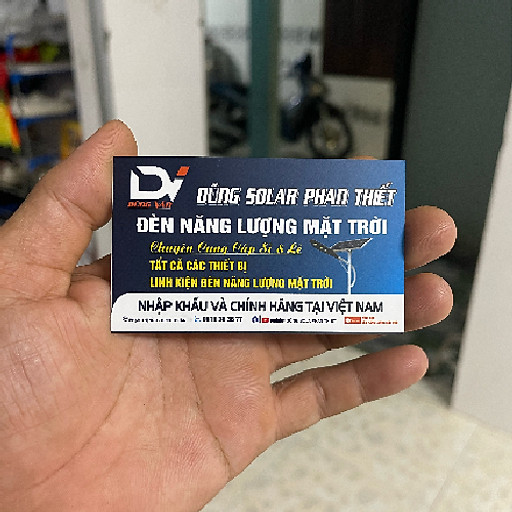 DV
DŨNG SOLAR PHAN THIẾT
ĐÈN NĂNG LƯỢNG MẶT TRỜI
Chuyên Cung Cấp Sỉ & Lẻ
TẤT CẢ CÁC THIẾT BỊ
LINH KIỆN ĐÈN NĂNG LƯỢNG MẶT TRỜI
NHẬP KHẨU VÀ CHÍNH HÃNG TẠI VIỆT NAM